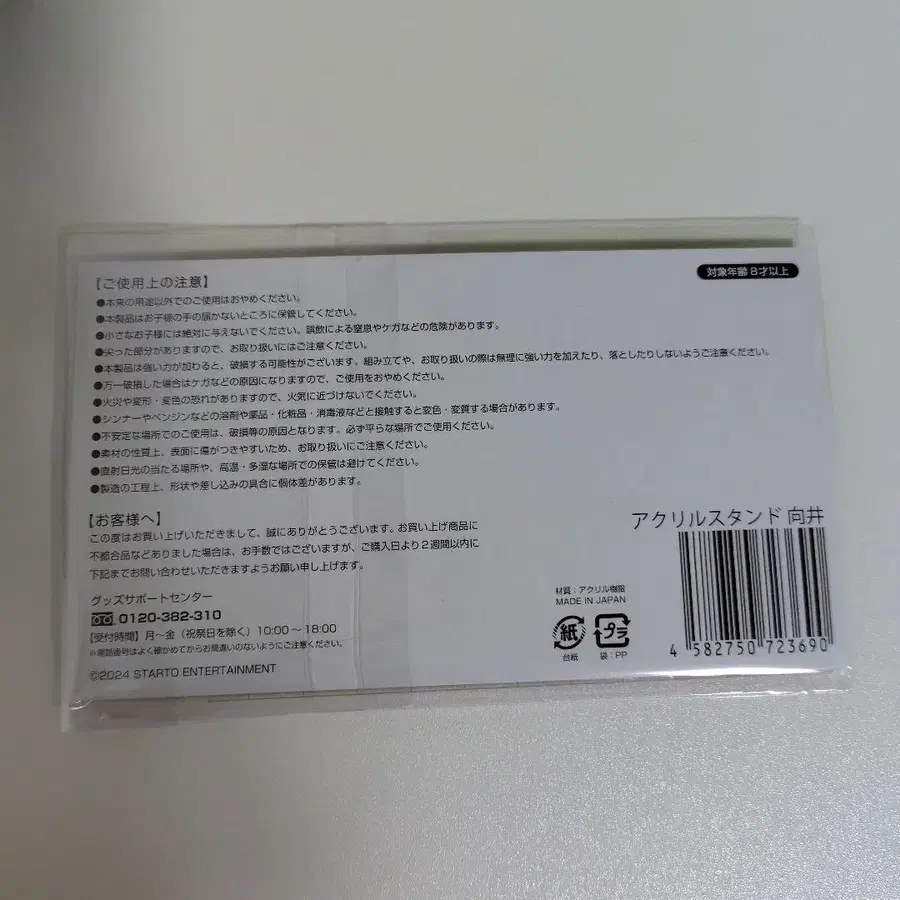 【ご使用上の注意】
対象年齢8才以上
●本来の用途以外でのご使用はおやめください。
●本製品はお子様の手の届かないところに保管してください。
●小さなお子様には絶対に与えないでください。誤飲による窒息やケガなどの危険があります。
●尖った部分がありますので、お取り扱いにはご注意ください。
●本製品は強い力が加わると、破損する可能性がございます。組み立てや、お取り扱いの際は無理に強い力を加えたり、落としたりしないようご注意ください。
●万一破損した場合はケガなどの原因になりますので、ご使用をおやめください。
●火災や変形・変色の恐れがありますので、火気に近づけないでください。
●シンナーやベンジンなどの溶剤や薬品・化粧品・消毒液などと接触すると変色・変質する場合があります。
●不安定な場所でのご使用は、破損等の原因となります。必ず平らな場所でご使用ください。
●素材の性質上、表面に傷がつきやすいため、お取り扱いにご注意ください。
●直射日光の当たる場所や、高温・多湿な場所での保管は避けてください。
●製造の工程上、形状や差し込みの具合に個体差があります。
【お客様へ】
この度はお買い上げいただきまして、誠にありがとうございます。お買い上げ商品に
不都合品などありました場合は、お手数ではございますが、ご購入日より2週間以内に
下記までお問い合わせいただきますようお願い申し上げます。
グッズサポートセンター
0120-382-310
【受付時間】月〜金（祝祭日を除く）10:00〜18:00
※電話番号はよく確かめてからお間違いのないようにご注意ください。
©2024 STARTO ENTERTAINMENT
アクリルスタンド 向井
材質：アクリル樹脂
MADE IN JAPAN
紙
台紙
プラ
袋：PP
4 582750 723690